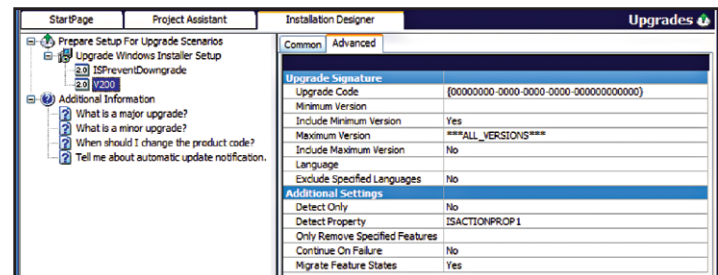 StartPage
Project Assistant
Installation Designer
Upgrades
Prepare Setup For Upgrade Scenarios
Upgrade Windows Installer Setup
2.0 ISPreventDowngrade
2.0 V200
Additional Information
What is a major upgrade?
What is a minor upgrade?
When should I change the product code?
Tell me about automatic update notification.
Common
Advanced
Upgrade Signature
Upgrade Code {00000000-0000-0000-0000-000000000000}
Minimum Version
Include Minimum Version Yes
Maximum Version ***ALL_VERSIONS***
Include Maximum Version No
Language
Exclude Specified Languages No
Additional Settings
Detect Only No
Detect Property ISACTIONPROP1
Only Remove Specified Features
Continue On Failure No
Migrate Feature States Yes